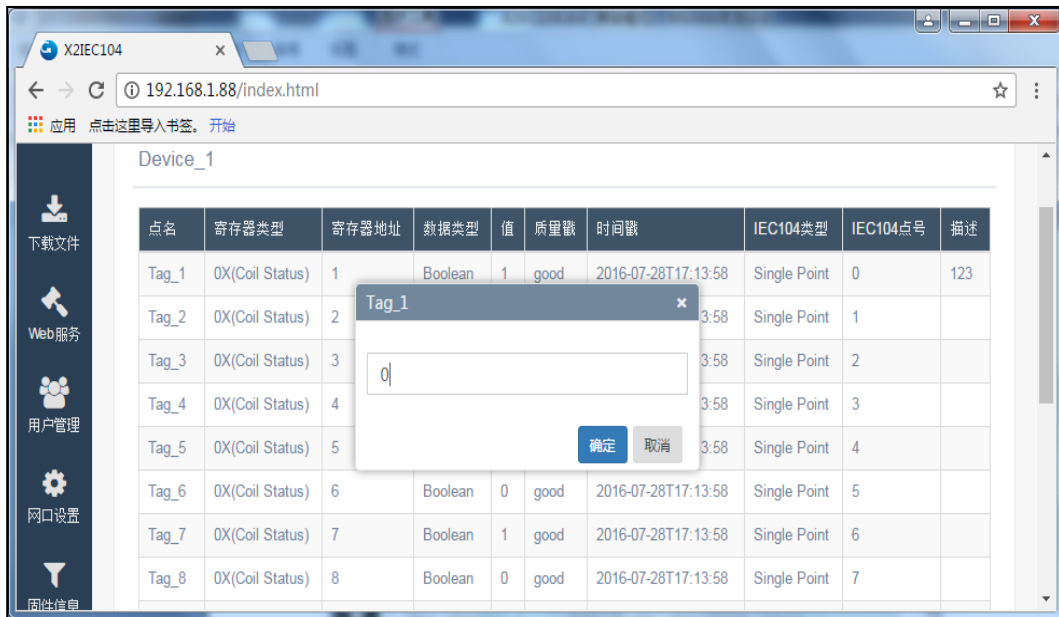 X2IEC104
192.168.1.88/index.html
应用 点击这里导入书签。 开始
Device_1
下载文件
Web服务
用户管理
网口设置
固件信息
点名 寄存器类型 寄存器地址 数据类型 值 质量戳 时间戳 IEC104类型 IEC104点号 描述
Tag_1 0X(Coil Status) 1 Boolean 1 good 2016-07-28T17:13:58 Single Point 0 123
Tag_2 0X(Coil Status) 2 3:58 Single Point 1
Tag_3 0X(Coil Status) 3 3:58 Single Point 2
Tag_4 0X(Coil Status) 4 3:58 Single Point 3
Tag_5 0X(Coil Status) 5 3:58 Single Point 4
Tag_6 0X(Coil Status) 6 Boolean 0 good 2016-07-28T17:13:58 Single Point 5
Tag_7 0X(Coil Status) 7 Boolean 1 good 2016-07-28T17:13:58 Single Point 6
Tag_8 0X(Coil Status) 8 Boolean 0 good 2016-07-28T17:13:58 Single Point 7
Tag_1
0
确定 取消